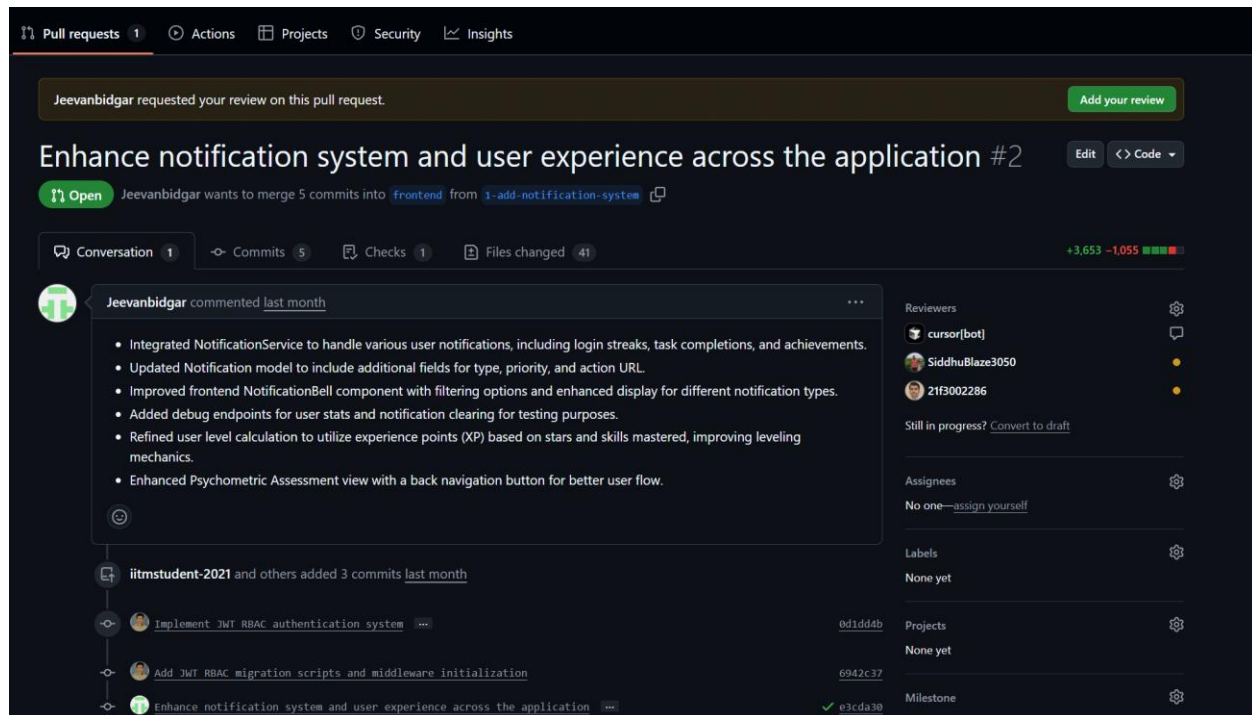 Pull requests 1 Actions Projects Security Insights
Jeevanbidgar requested your review on this pull request. Add your review
Enhance notification system and user experience across the application #2 Edit <> Code
Open Jeevanbidgar wants to merge 5 commits into frontend from 1-add-notification-system
Conversation 1 Commits 5 Checks 1 Files changed 41 +3,653 −1,055
Jeevanbidgar commented last month ...
• Integrated NotificationService to handle various user notifications, including login streaks, task completions, and achievements.
• Updated Notification model to include additional fields for type, priority, and action URL.
• Improved frontend NotificationBell component with filtering options and enhanced display for different notification types.
• Added debug endpoints for user stats and notification clearing for testing purposes.
• Refined user level calculation to utilize experience points (XP) based on stars and skills mastered, improving leveling
mechanics.
• Enhanced Psychometric Assessment view with a back navigation button for better user flow.
iitmstudent-2021 and others added 3 commits last month
Implement JWT RBAC authentication system ... 0d1dd4b
Add JWT RBAC migration scripts and middleware initialization 6942c37
Enhance notification system and user experience across the application ... e3cda30
Reviewers
cursor[bot]
SiddhuBlaze3050
21f3002286
Still in progress? Convert to draft
Assignees
No one—assign yourself
Labels
None yet
Projects
None yet
Milestone